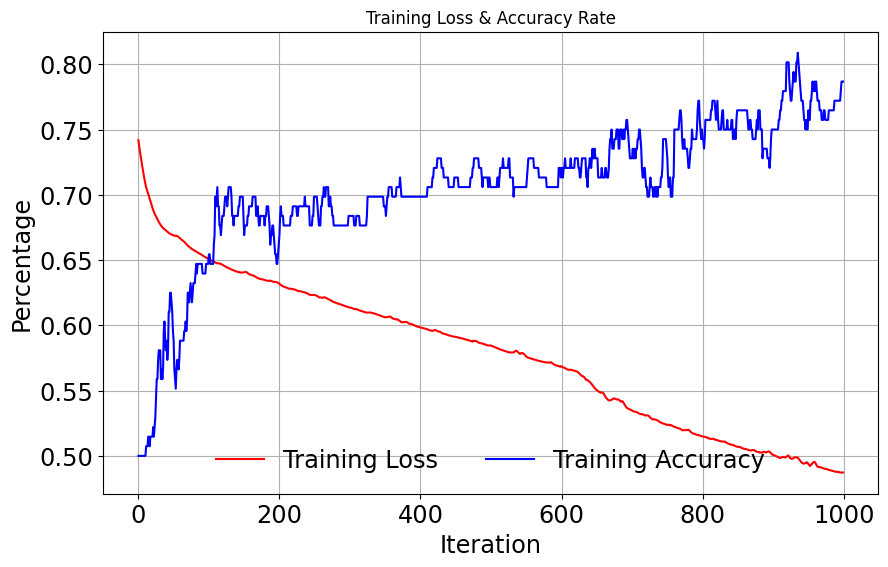 Training Loss & Accuracy Rate
0.80
0.75
0.70
0.65
0.60
0.55
0.50
Percentage
Training Loss
Training Accuracy
0 200 400 600 800 1000
Iteration